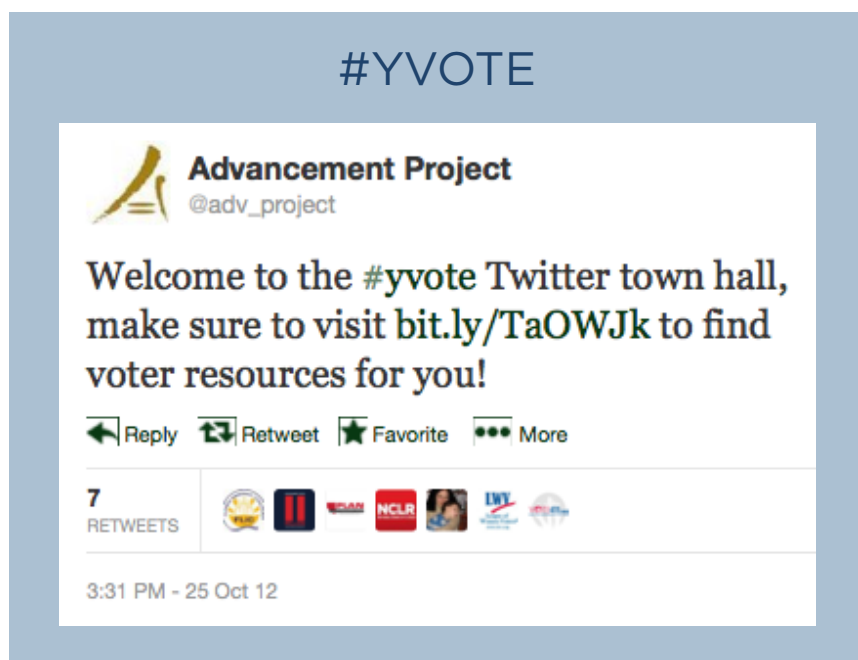 #YVOTE
Advancement Project
@adv_project
Welcome to the #yvote Twitter town hall,
make sure to visit bit.ly/TaOWJk to find
voter resources for you!
Reply Retweet Favorite More
7
RETWEETS
PLAN NCLR LWV
3:31 PM - 25 Oct 12